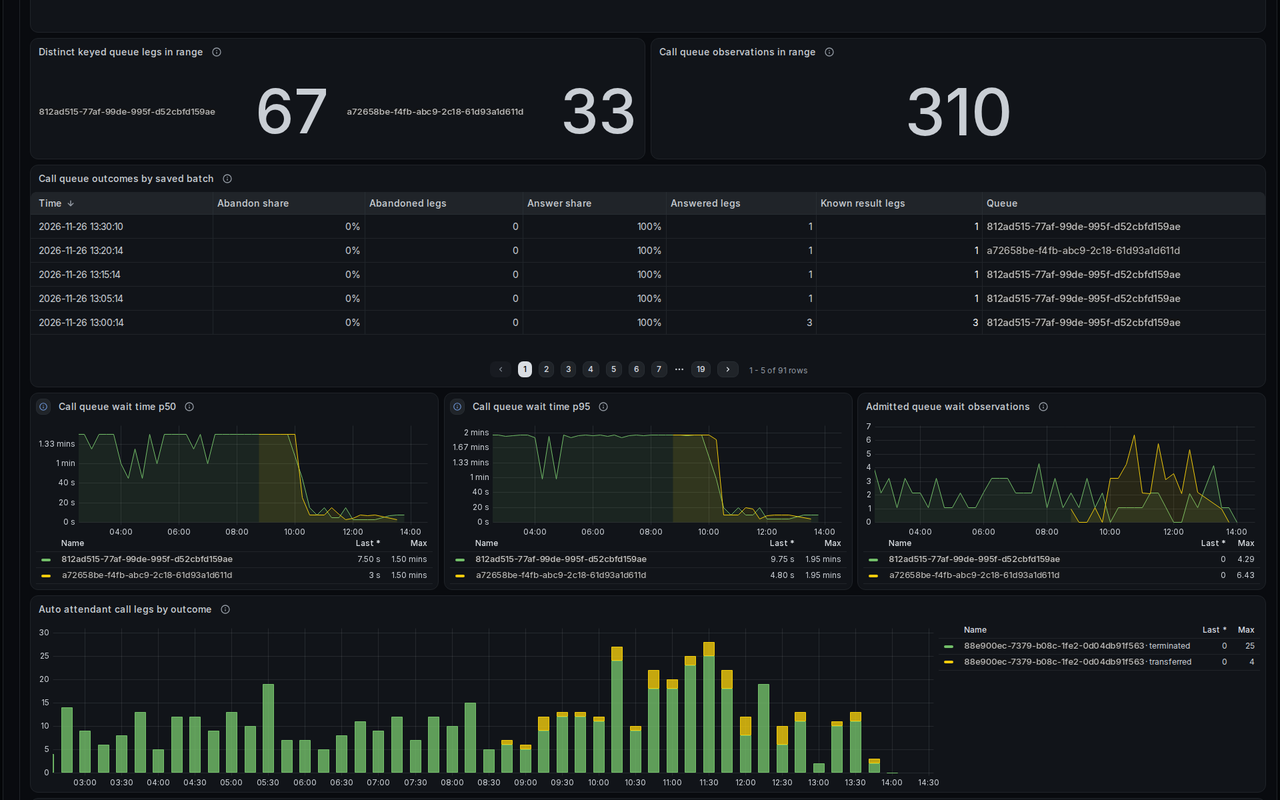 Distinct keyed queue legs in range
Call queue observations in range
812ad515-77af-99de-995f-d52cbfd159ae 67 a72658be-f4fb-abc9-2c18-61d93a1d611d 33
310
Call queue outcomes by saved batch
Time ↓ Abandon share Abandoned legs Answer share Answered legs Known result legs Queue
2026-11-26 13:30:10 0% 0 100% 1 1 812ad515-77af-99de-995f-d52cbfd159ae
2026-11-26 13:20:14 0% 0 100% 1 1 a72658be-f4fb-abc9-2c18-61d93a1d611d
2026-11-26 13:15:14 0% 0 100% 1 1 812ad515-77af-99de-995f-d52cbfd159ae
2026-11-26 13:05:14 0% 0 100% 1 1 812ad515-77af-99de-995f-d52cbfd159ae
2026-11-26 13:00:14 0% 0 100% 3 3 812ad515-77af-99de-995f-d52cbfd159ae
‹ 1 2 3 4 5 6 7 ··· 19 › 1 - 5 of 91 rows
Call queue wait time p50
1.33 mins
1 min
40 s
20 s
0 s
04:00 06:00 08:00 10:00 12:00 14:00
Name Last * Max
812ad515-77af-99de-995f-d52cbfd159ae 7.50 s 1.50 mins
a72658be-f4fb-abc9-2c18-61d93a1d611d 3 s 1.50 mins
Call queue wait time p95
2 mins
1.67 mins
1.33 mins
1 min
40 s
20 s
0 s
04:00 06:00 08:00 10:00 12:00 14:00
Name Last * Max
812ad515-77af-99de-995f-d52cbfd159ae 9.75 s 1.95 mins
a72658be-f4fb-abc9-2c18-61d93a1d611d 4.80 s 1.95 mins
Admitted queue wait observations
7
6
5
4
3
2
1
0
04:00 06:00 08:00 10:00 12:00 14:00
Name Last * Max
812ad515-77af-99de-995f-d52cbfd159ae 0 4.29
a72658be-f4fb-abc9-2c18-61d93a1d611d 0 6.43
Auto attendant call legs by outcome
30
25
20
15
10
5
0
03:00 03:30 04:00 04:30 05:00 05:30 06:00 06:30 07:00 07:30 08:00 08:30 09:00 09:30 10:00 10:30 11:00 11:30 12:00 12:30 13:00 13:30 14:00 14:30
Name Last * Max
88e900ec-7379-b08c-1fe2-0d04db91f563 · terminated 0 25
88e900ec-7379-b08c-1fe2-0d04db91f563 · transferred 0 4